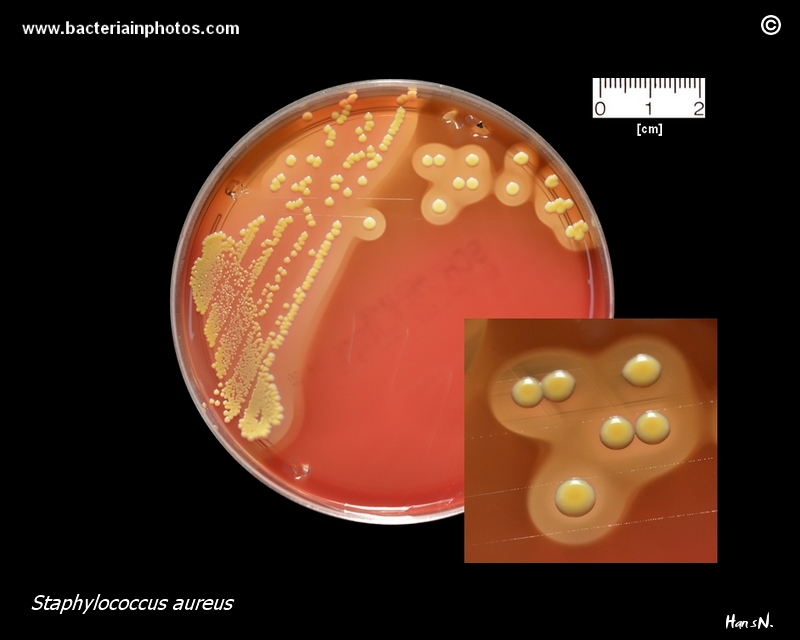 www.bacteriainphotos.com
©
0 1 2
[cm]
Staphylococcus aureus
HansN.